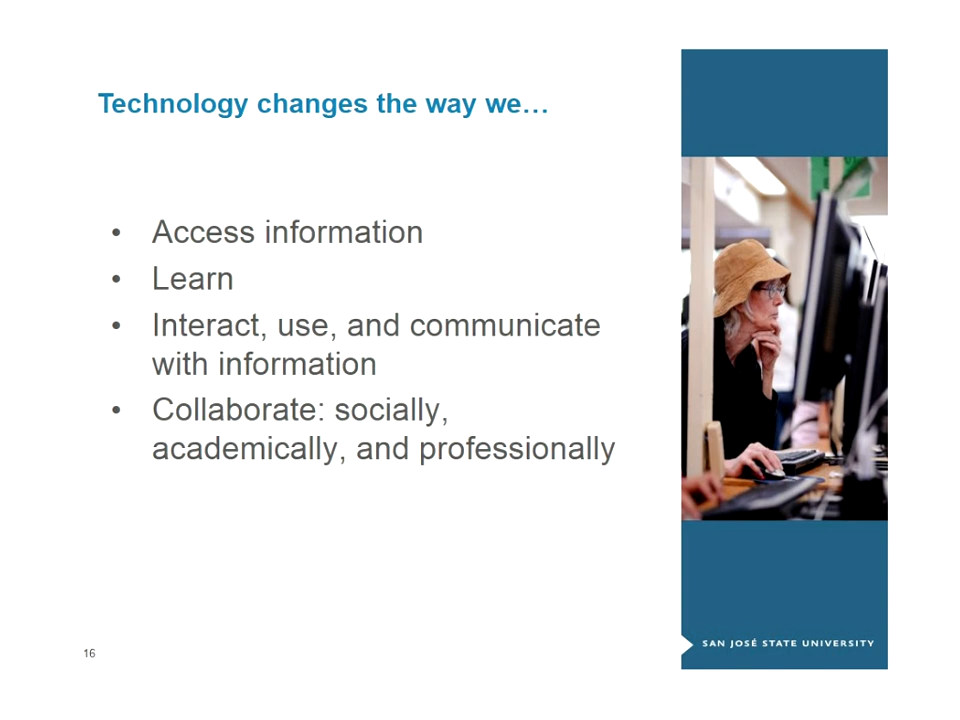 Technology changes the way we…
• Access information
• Learn
• Interact, use, and communicate
with information
• Collaborate: socially,
academically, and professionally
16
SAN JOSÉ STATE UNIVERSITY